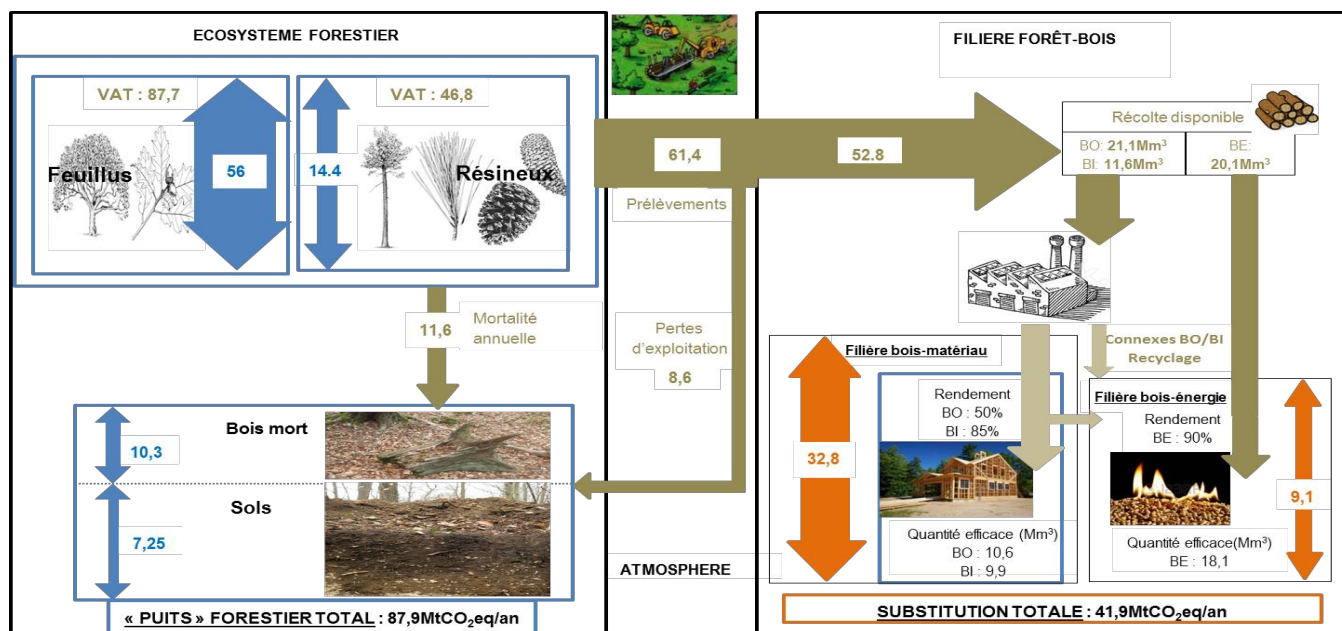 ECOSYSTEME FORESTIER
VAT : 87,7
Feuillus
56
14.4
VAT : 46,8
Résineux
61,4
52.8
Prélèvements
11,6
Mortalité
annuelle
Pertes
d'exploitation
8,6
Bois mort
10,3
Sols
7,25
« PUITS » FORESTIER TOTAL : 87,9MtCO₂eq/an
ATMOSPHERE
FILIERE FORÊT-BOIS
Récolte disponible
BO: 21,1Mm³
BI: 11,6Mm³
BE:
20,1Mm³
Connexes BO/BI
Recyclage
Filière bois-matériau
32,8
Rendement
BO : 50%
BI : 85%
Quantité efficace (Mm³)
BO : 10,6
BI : 9,9
Filière bois-énergie
Rendement
BE : 90%
9,1
Quantité efficace(Mm³)
BE : 18,1
SUBSTITUTION TOTALE : 41,9MtCO₂eq/an